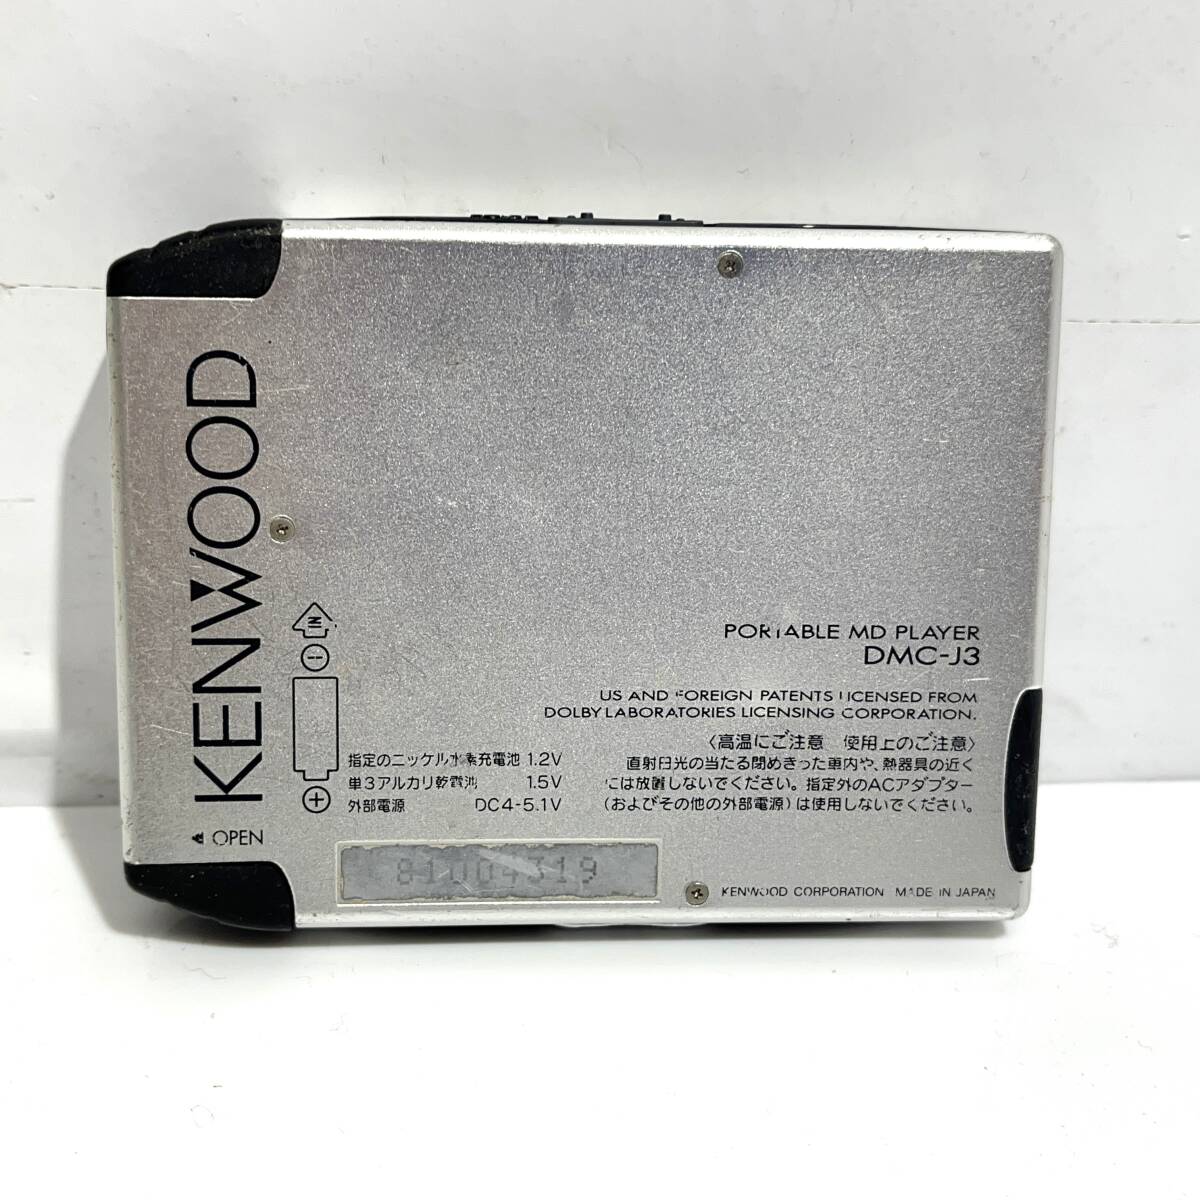 KENWOOD
PORTABLE MD PLAYER
DMC-J3
US AND FOREIGN PATENTS LICENSED FROM
DOLBY LABORATORIES LICENSING CORPORATION.
〈高温にご注意 使用上のご注意〉
直射日光の当たる閉めきった車内や、熱器具の近く
には放置しないでください。指定外のACアダプター
(およびその他の外部電源)は使用しないでください。
IN
指定のニッケル水素充電池 1.2V
単3アルカリ乾電池 1.5V
外部電源 DC4-5.1V
◀ OPEN
81004319
KENWOOD CORPORATION MADE IN JAPAN